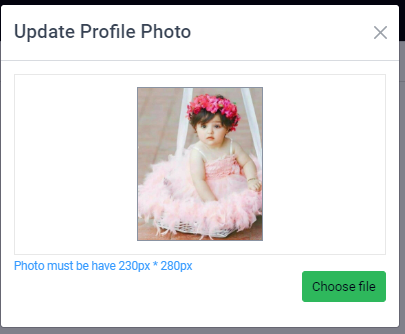 Update Profile Photo
Photo must be have 230px * 280px
Choose file